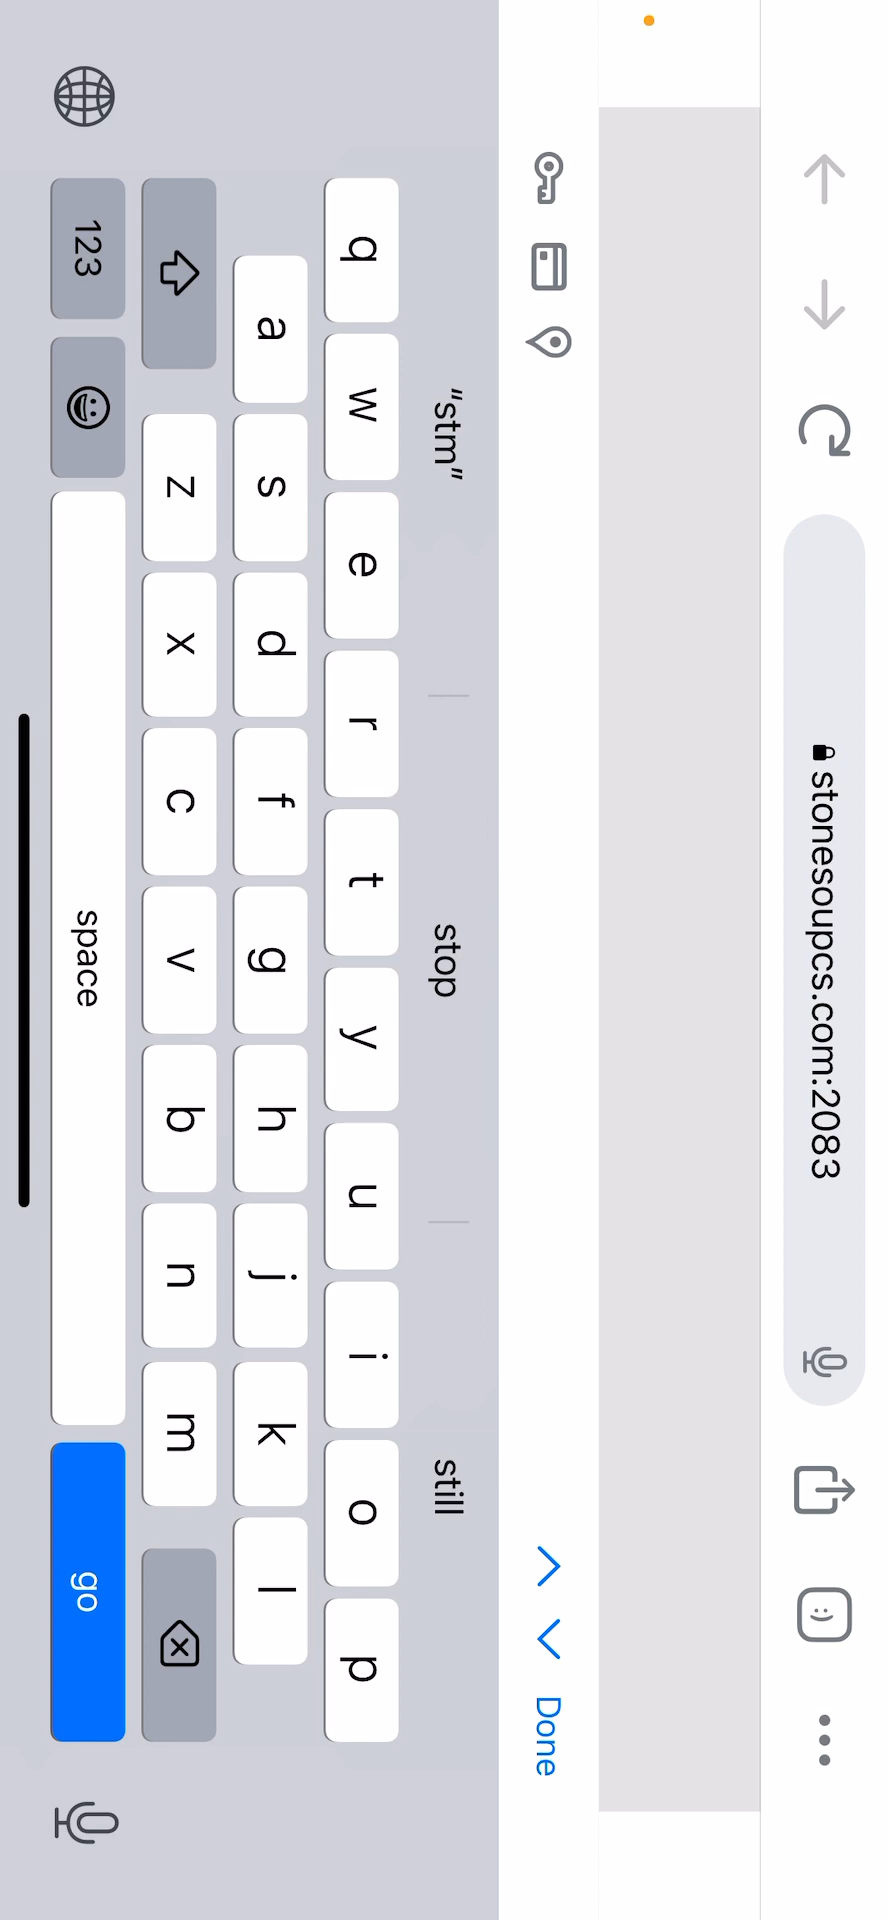 stonesoupcs.com:2083
Done
“stm” stop still
q w e r t y u i o p
a s d f g h j k l
z x c v b n m
123 space go